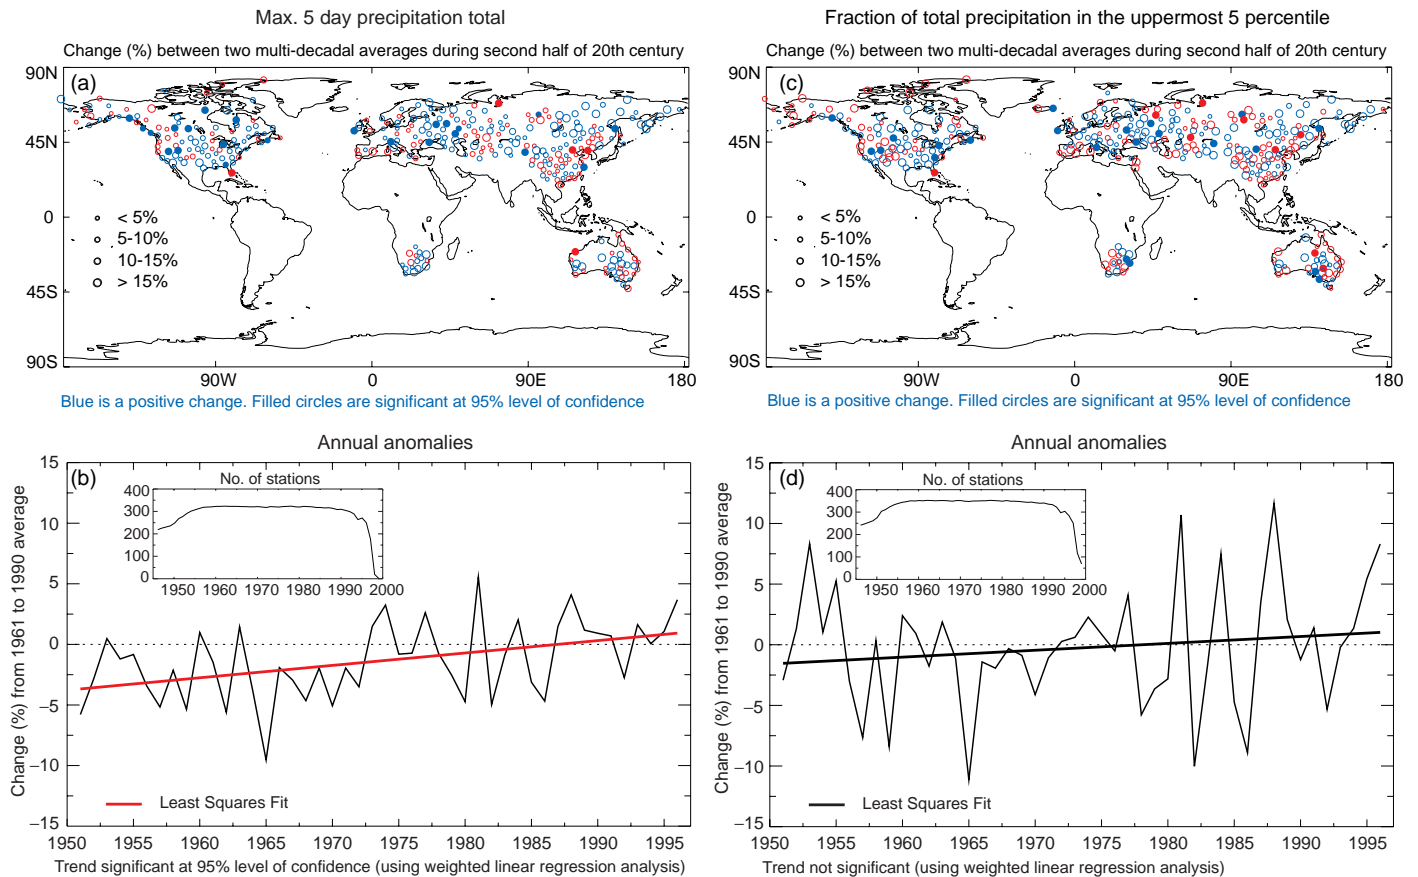 Max. 5 day precipitation total
Change (%) between two multi-decadal averages during second half of 20th century
(a)
90N
45N
0
45S
90S
< 5%
5-10%
10-15%
> 15%
90W 0 90E 180
Blue is a positive change. Filled circles are significant at 95% level of confidence
Fraction of total precipitation in the uppermost 5 percentile
Change (%) between two multi-decadal averages during second half of 20th century
(c)
90N
45N
0
45S
90S
< 5%
5-10%
10-15%
> 15%
90W 0 90E 180
Blue is a positive change. Filled circles are significant at 95% level of confidence
Annual anomalies
(b)
Change (%) from 1961 to 1990 average
15
10
5
0
−5
−10
−15
No. of stations
400
300
200
100
0
1950 1960 1970 1980 1990 2000
Least Squares Fit
1950 1955 1960 1965 1970 1975 1980 1985 1990 1995
Trend significant at 95% level of confidence (using weighted linear regression analysis)
Annual anomalies
(d)
Change (%) from 1961 to 1990 average
15
10
5
0
−5
−10
−15
No. of stations
400
300
200
100
0
1950 1960 1970 1980 1990 2000
Least Squares Fit
1950 1955 1960 1965 1970 1975 1980 1985 1990 1995
Trend not significant (using weighted linear regression analysis)